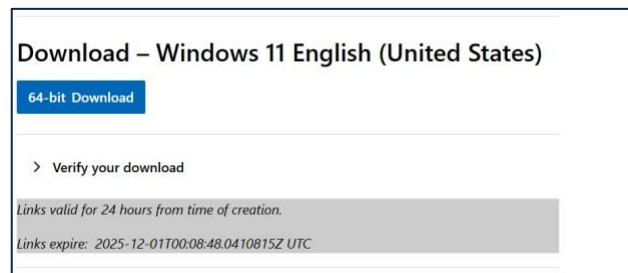 Download – Windows 11 English (United States)
64-bit Download
Verify your download
Links valid for 24 hours from time of creation.
Links expire: 2025-12-01T00:08:48.0410815Z UTC